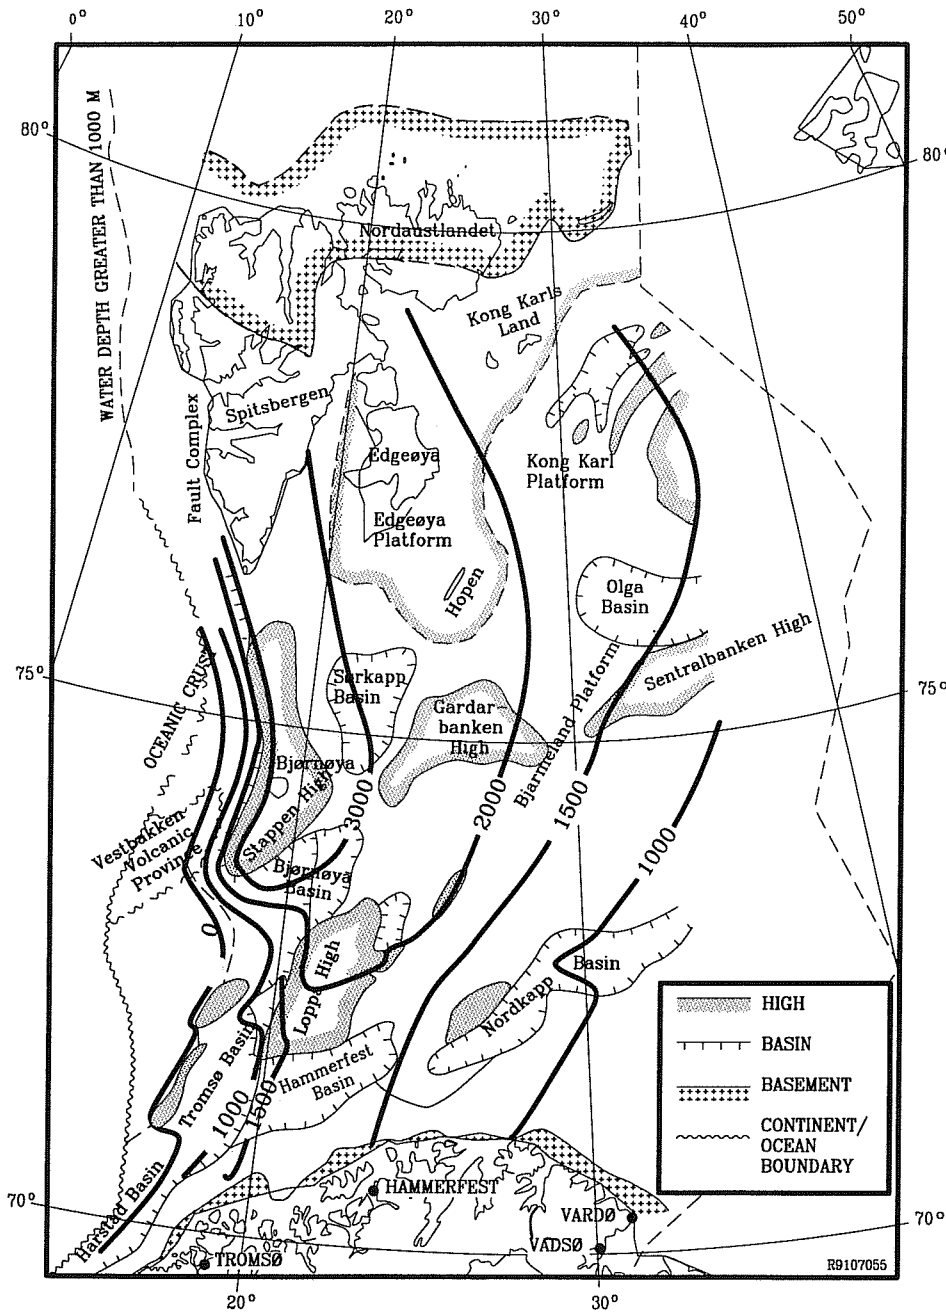 0°
10°
20°
30°
40°
50°
80°
80°
WATER DEPTH GREATER THAN 1000 M
Nordaustlandet
Kong Karls
Land
Spitsbergen
Fault Complex
Edgeøya
Kong Karl
Platform
Edgeøya
Platform
Hopen
Olga
Basin
Sentralbanken High
75°
75°
OCEANIC CRUST
Sørkapp
Basin
Gardar-
banken
High
Bjarmeland Platform
Bjørnøya
Stappen High
3000
2000
1500
1000
Vestbakken
Volcanic
Province
Bjørnøya
Basin
0
Loppa High
Nordkapp
Basin
Tromsø Basin
Hammerfest
Basin
1000
1500
Harstad Basin
HIGH
BASIN
BASEMENT
CONTINENT/
OCEAN
BOUNDARY
70°
70°
HAMMERFEST
VARDØ
VADSØ
TROMSØ
R9107055
20°
30°